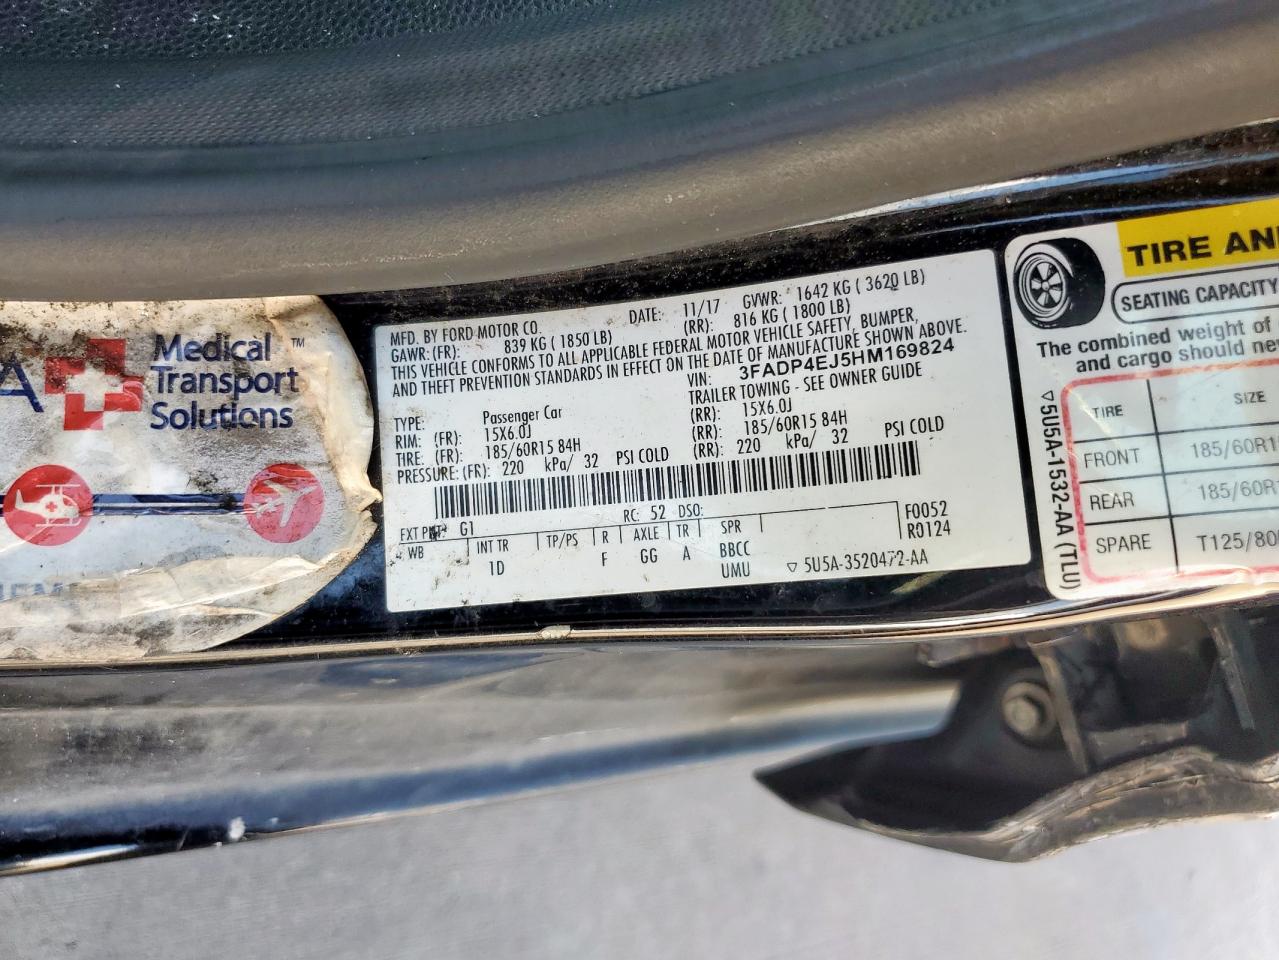 Medical ™
Transport
Solutions
MFD. BY FORD MOTOR CO.
DATE: 11/17 GVWR: 1642 KG ( 3620 LB)
GAWR: (FR): 839 KG ( 1850 LB) (RR): 816 KG ( 1800 LB)
THIS VEHICLE CONFORMS TO ALL APPLICABLE FEDERAL MOTOR VEHICLE SAFETY, BUMPER,
AND THEFT PREVENTION STANDARDS IN EFFECT ON THE DATE OF MANUFACTURE SHOWN ABOVE.
VIN: 3FADP4EJ5HM169824
TYPE: Passenger Car TRAILER TOWING - SEE OWNER GUIDE
RIM: (FR): 15X6.0J (RR): 15X6.0J
TIRE: (FR): 185/60R15 84H (RR): 185/60R15 84H
PRESSURE: (FR): 220 kPa/ 32 PSI COLD (RR): 220 kPa/ 32 PSI COLD
EXT PNT: G1 RC: 52 DSO: F0052
WB INT TR TP/PS R AXLE TR SPR R0124
1D F GG A BBCC
UMU ▽ 5U5A-3520472-AA
TIRE AN
SEATING CAPACITY
The combined weight of
and cargo should
TIRE SIZE
FRONT 185/60R1
REAR 185/60R
SPARE T125/80
▽5U5A-1532-AA (TLU)